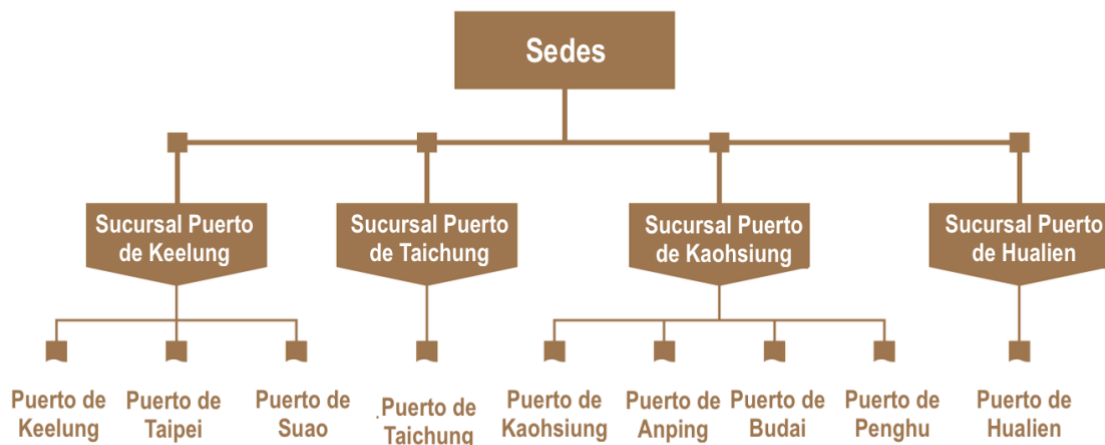 Sedes
Sucursal Puerto
de Keelung
Sucursal Puerto
de Taichung
Sucursal Puerto
de Kaohsiung
Sucursal Puerto
de Hualien
Puerto de
Keelung
Puerto de
Taipei
Puerto de
Suao
.Puerto de
Taichung
Puerto de
Kaohsiung
Puerto de
Anping
Puerto de
Budai
Puerto de
Penghu
Puerto de
Hualien